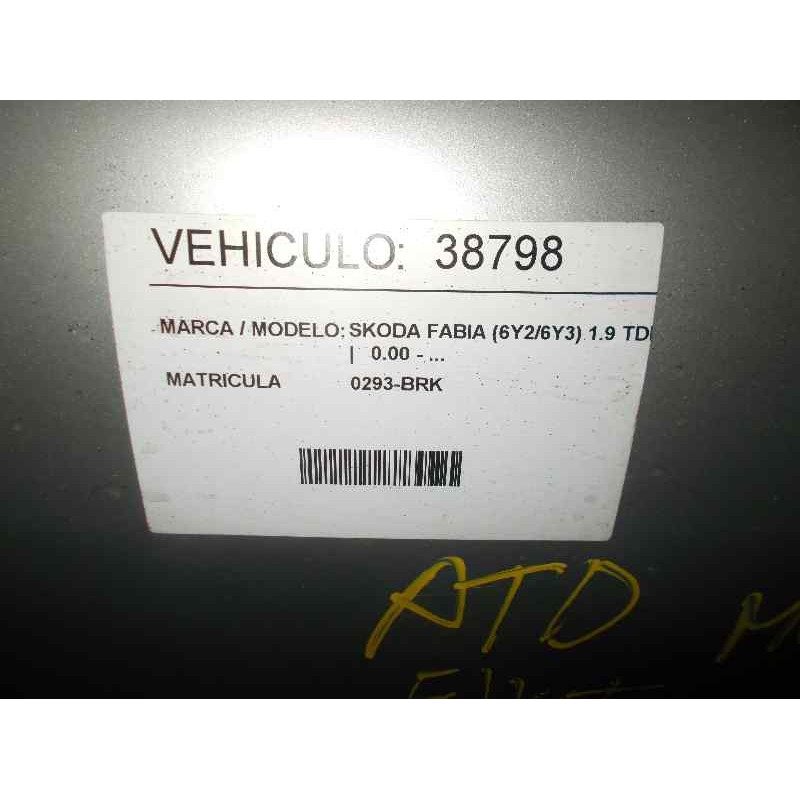 VEHICULO: 38798
MARCA / MODELO: SKODA FABIA (6Y2/6Y3) 1.9 TDI
| 0.00 - ...
MATRICULA 0293-BRK
ATD